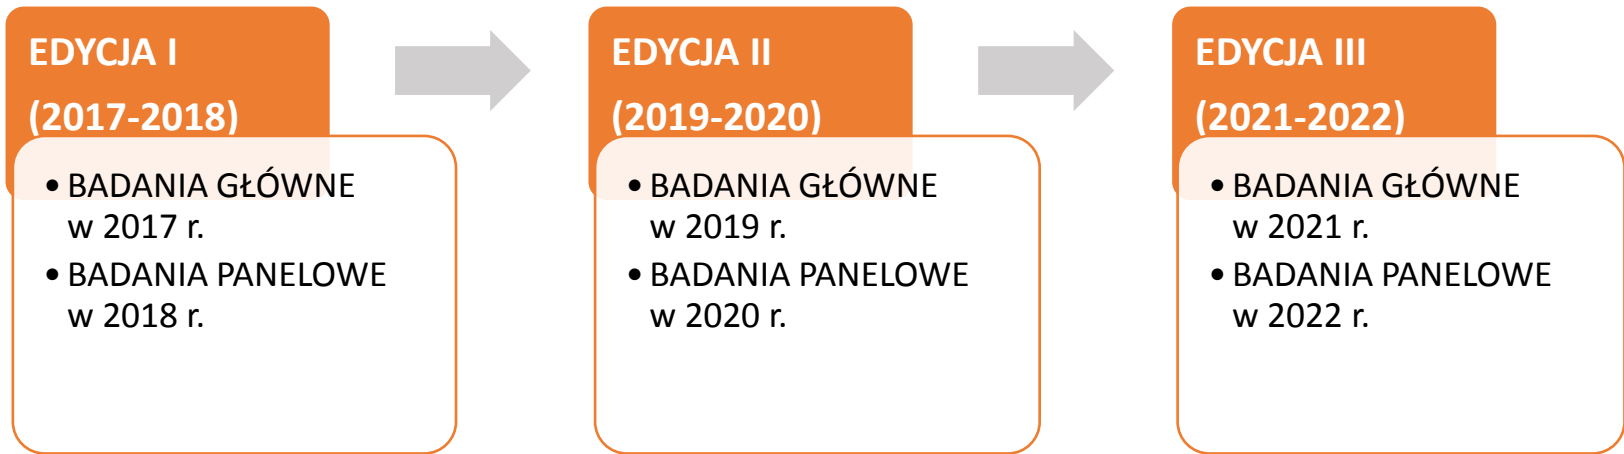 EDYCJA I
(2017-2018)
• BADANIA GŁÓWNE
w 2017 r.
• BADANIA PANELOWE
w 2018 r.
EDYCJA II
(2019-2020)
• BADANIA GŁÓWNE
w 2019 r.
• BADANIA PANELOWE
w 2020 r.
EDYCJA III
(2021-2022)
• BADANIA GŁÓWNE
w 2021 r.
• BADANIA PANELOWE
w 2022 r.